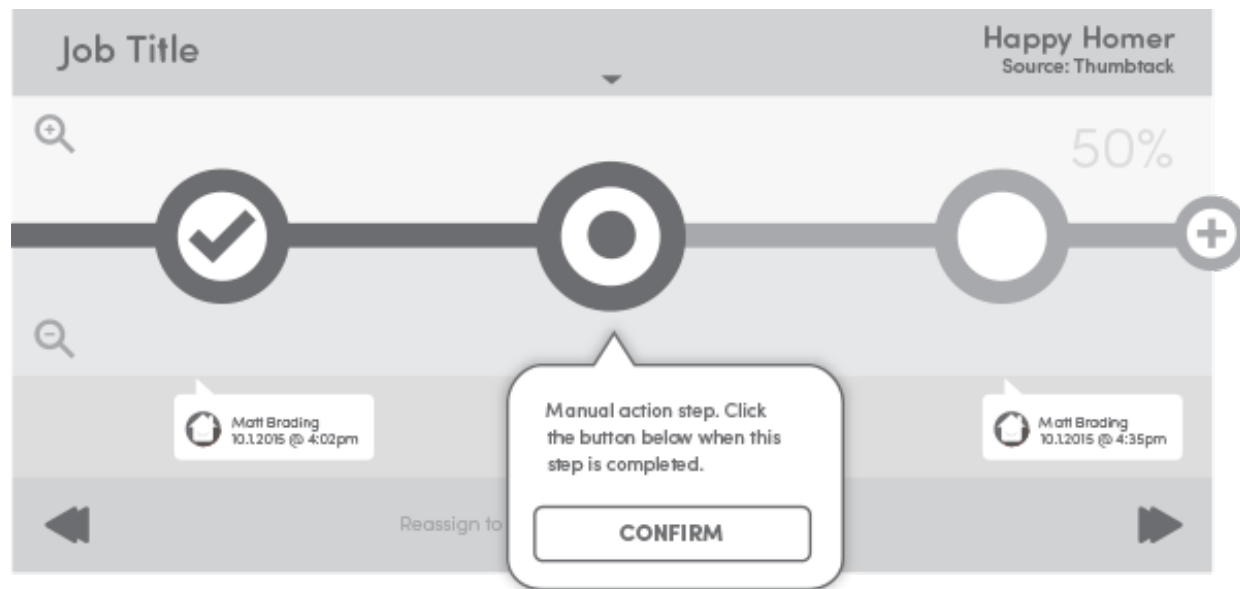 Job Title
Happy Homer
Source: Thumbtack
50%
Matt Brading
10.1.2015 @ 4:02pm
Manual action step. Click
the button below when this
step is completed.
Matt Brading
10.1.2015 @ 4:35pm
Reassign to
CONFIRM